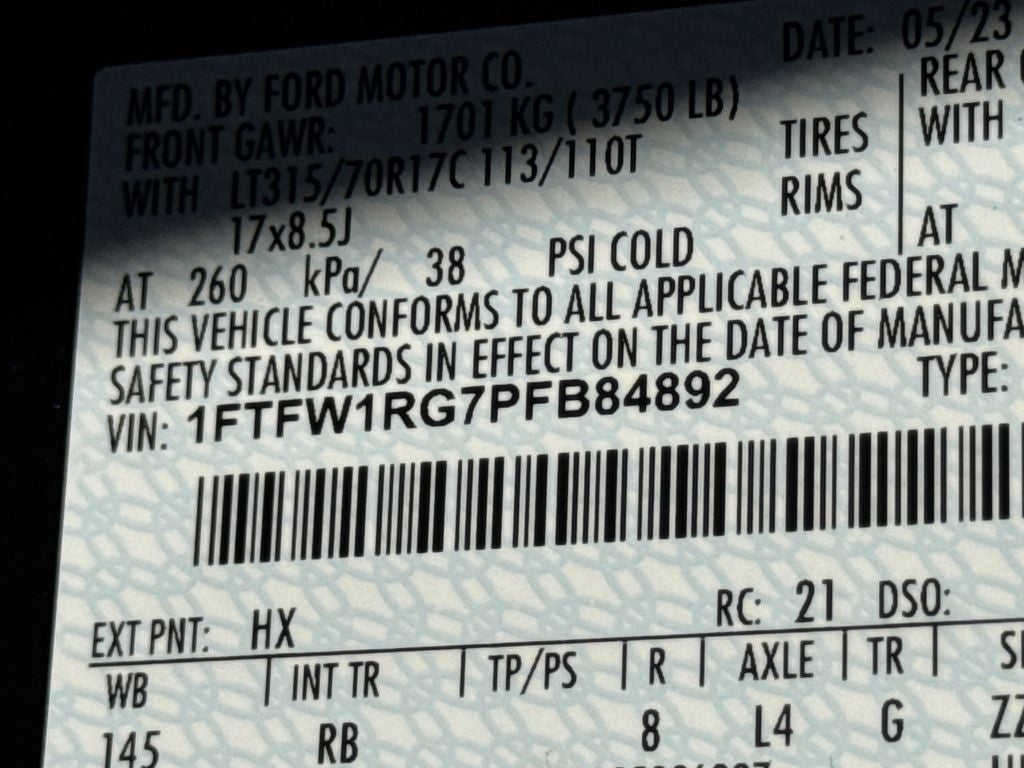 MFD. BY FORD MOTOR CO. DATE: 05/23
FRONT GAWR: 1701 KG ( 3750 LB) REAR
WITH LT315/70R17C 113/110T TIRES WITH
17x8.5J RIMS
AT 260 kPa/ 38 PSI COLD AT
THIS VEHICLE CONFORMS TO ALL APPLICABLE FEDERAL M
SAFETY STANDARDS IN EFFECT ON THE DATE OF MANUFA
VIN: 1FTFW1RG7PFB84892 TYPE:
EXT PNT: HX RC: 21 DSO:
WB INT TR TP/PS R AXLE TR
145 RB 8 L4 G ZZ